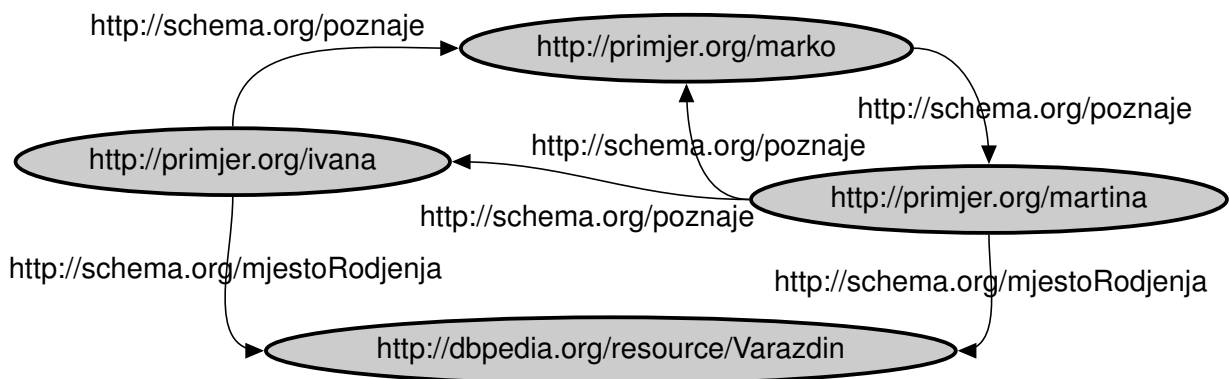 http://schema.org/poznaje
http://primjer.org/marko
http://schema.org/poznaje
http://primjer.org/ivana
http://schema.org/poznaje
http://primjer.org/martina
http://schema.org/poznaje
http://schema.org/mjestoRodjenja
http://schema.org/mjestoRodjenja
http://dbpedia.org/resource/Varazdin